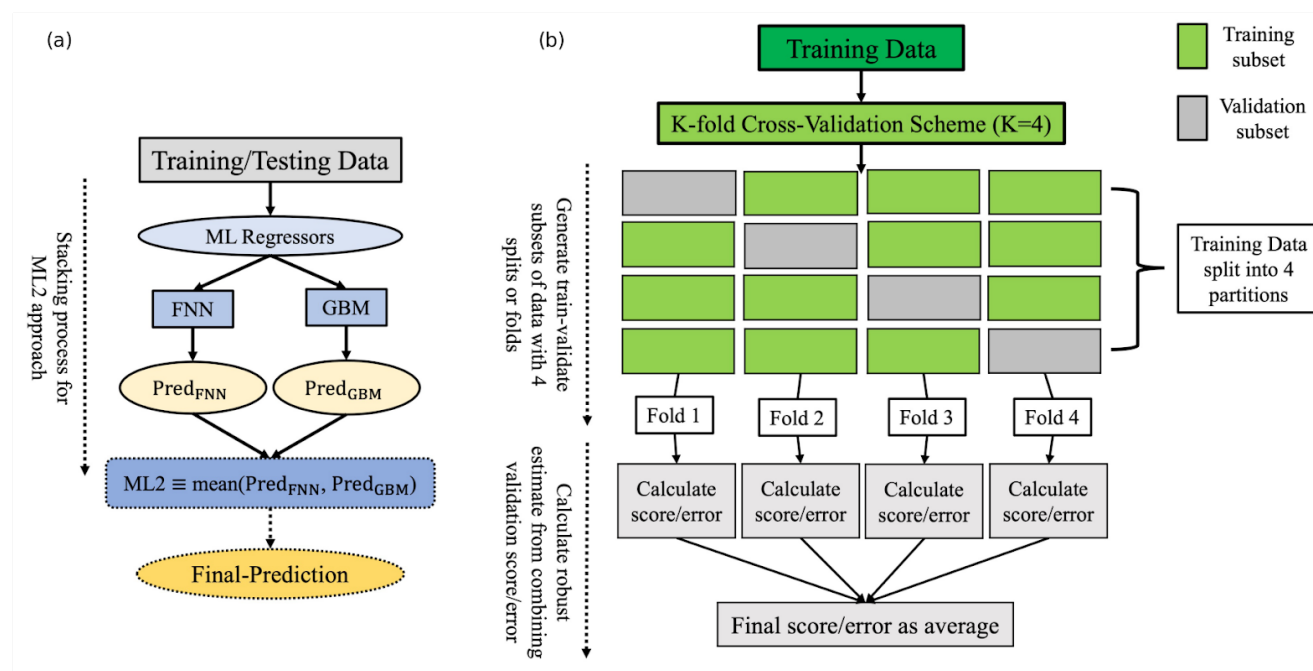 (a)
Training/Testing Data
ML Regressors
FNN
GBM
Pred_FNN
Pred_GBM
ML2 ≡ mean(Pred_FNN, Pred_GBM)
Final-Prediction
Stacking process for
ML2 approach
(b)
Training Data
K-fold Cross-Validation Scheme (K=4)
Training
subset
Validation
subset
Generate train-validate
subsets of data with 4
splits or folds
Training Data
split into 4
partitions
Fold 1
Fold 2
Fold 3
Fold 4
Calculate
score/error
Calculate
score/error
Calculate
score/error
Calculate
score/error
Calculate robust
estimate from combining
validation score/error
Final score/error as average